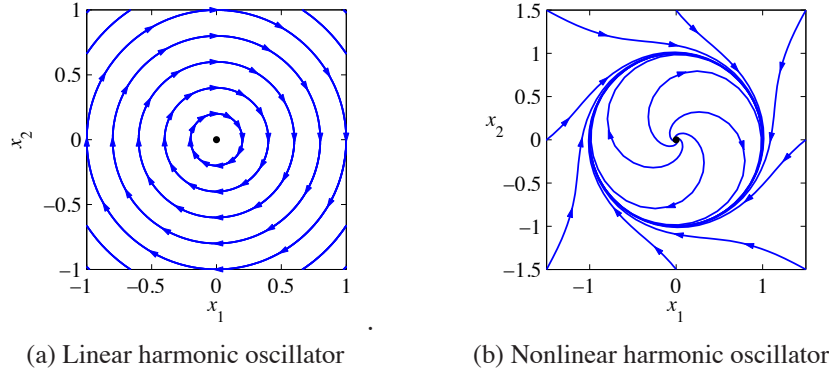 1
0.5
0
−0.5
−1
x2
−1 −0.5 0 0.5 1
x1
1.5
1
0.5
0
−0.5
−1
−1.5
x2
−1 0 1
x1
.
(a) Linear harmonic oscillator
(b) Nonlinear harmonic oscillator